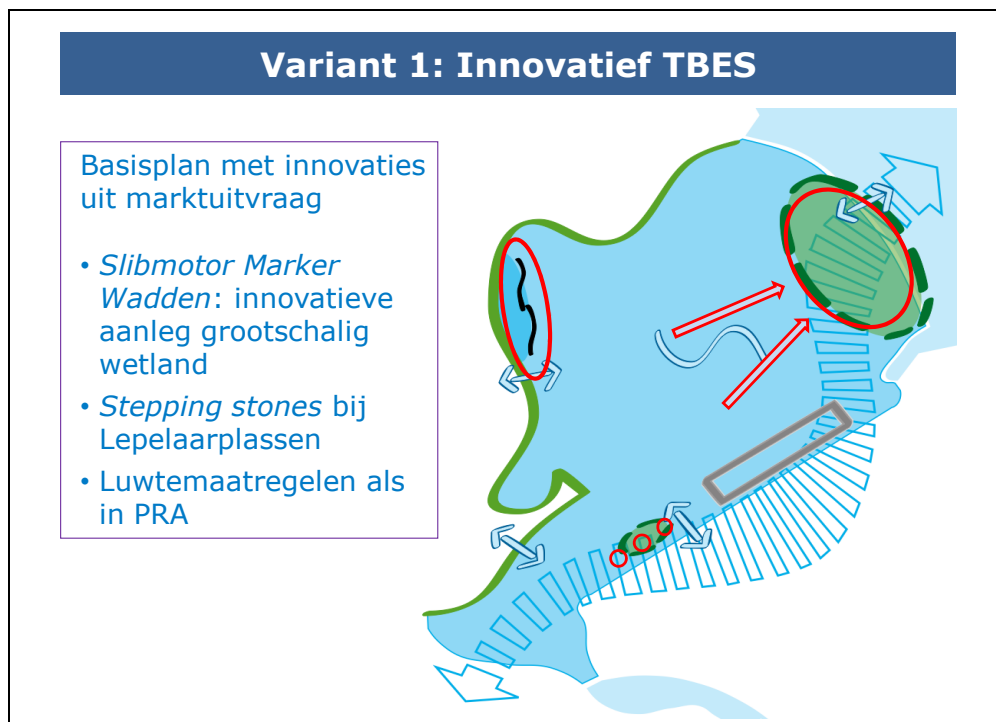 Variant 1: Innovatief TBES
Basisplan met innovaties
uit marktuitvraag
• Slibmotor Marker
Wadden: innovatieve
aanleg grootschalig
wetland
• Stepping stones bij
Lepelaarplassen
• Luwtemaatregelen als
in PRA